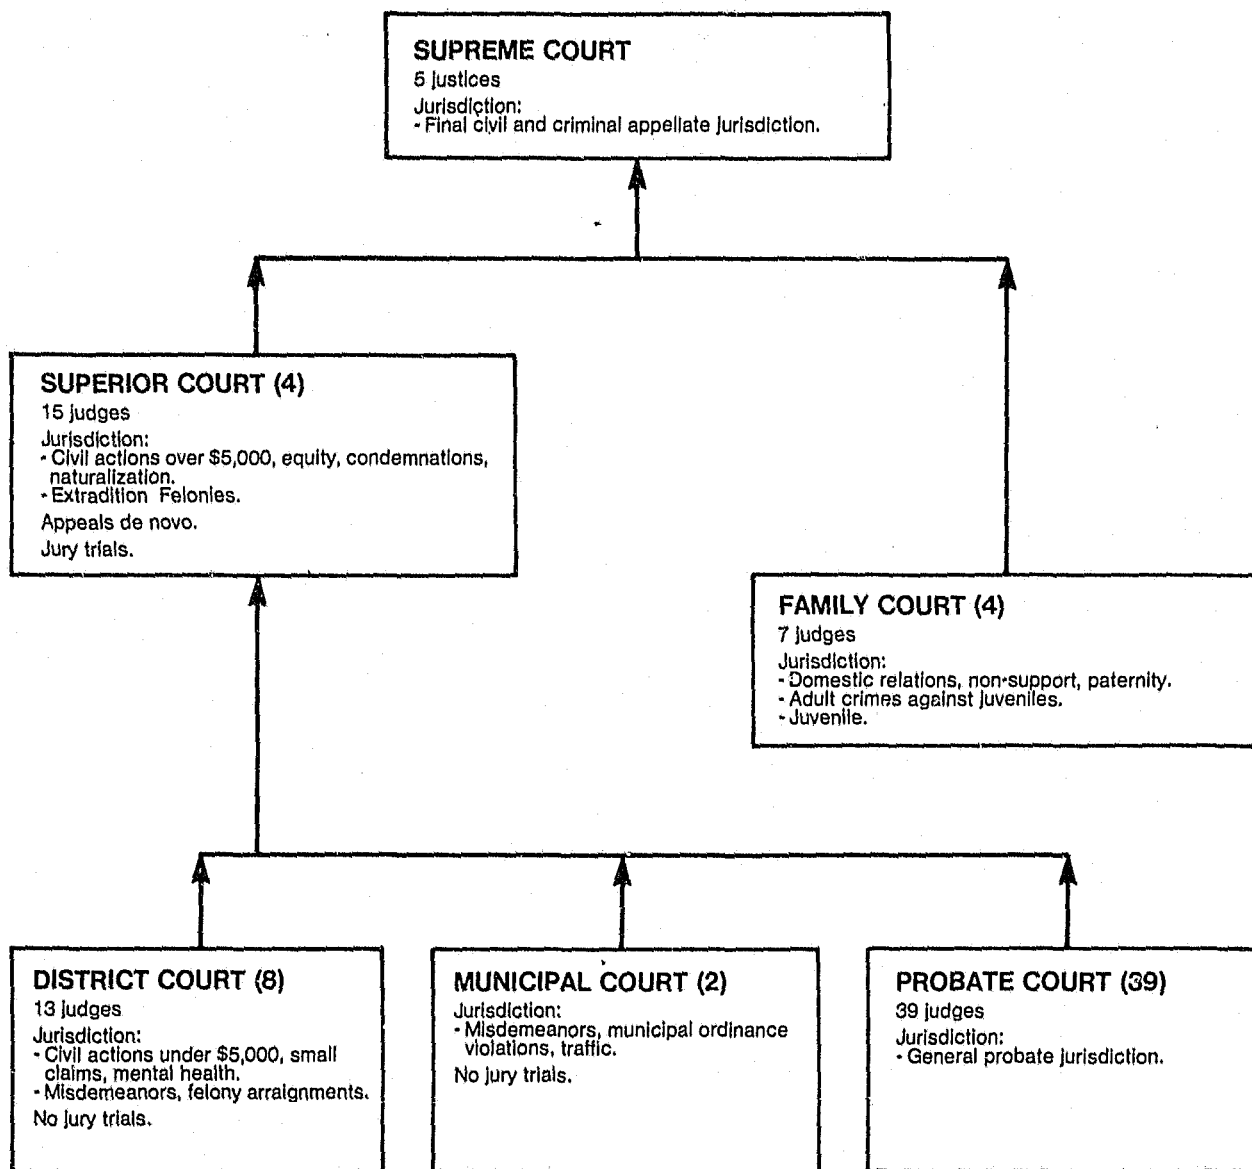 SUPREME COURT
5 justices
Jurisdiction:
- Final civil and criminal appellate jurisdiction.
SUPERIOR COURT (4)
15 judges
Jurisdiction:
- Civil actions over $5,000, equity, condemnations,
naturalization.
- Extradition Felonies.
Appeals de novo.
Jury trials.
FAMILY COURT (4)
7 judges
Jurisdiction:
- Domestic relations, non-support, paternity.
- Adult crimes against juveniles.
- Juvenile.
DISTRICT COURT (8)
13 judges
Jurisdiction:
- Civil actions under $5,000, small
claims, mental health.
- Misdemeanors, felony arraignments.
No jury trials.
MUNICIPAL COURT (2)
Jurisdiction:
- Misdemeanors, municipal ordinance
violations, traffic.
No jury trials.
PROBATE COURT (39)
39 judges
Jurisdiction:
- General probate jurisdiction.